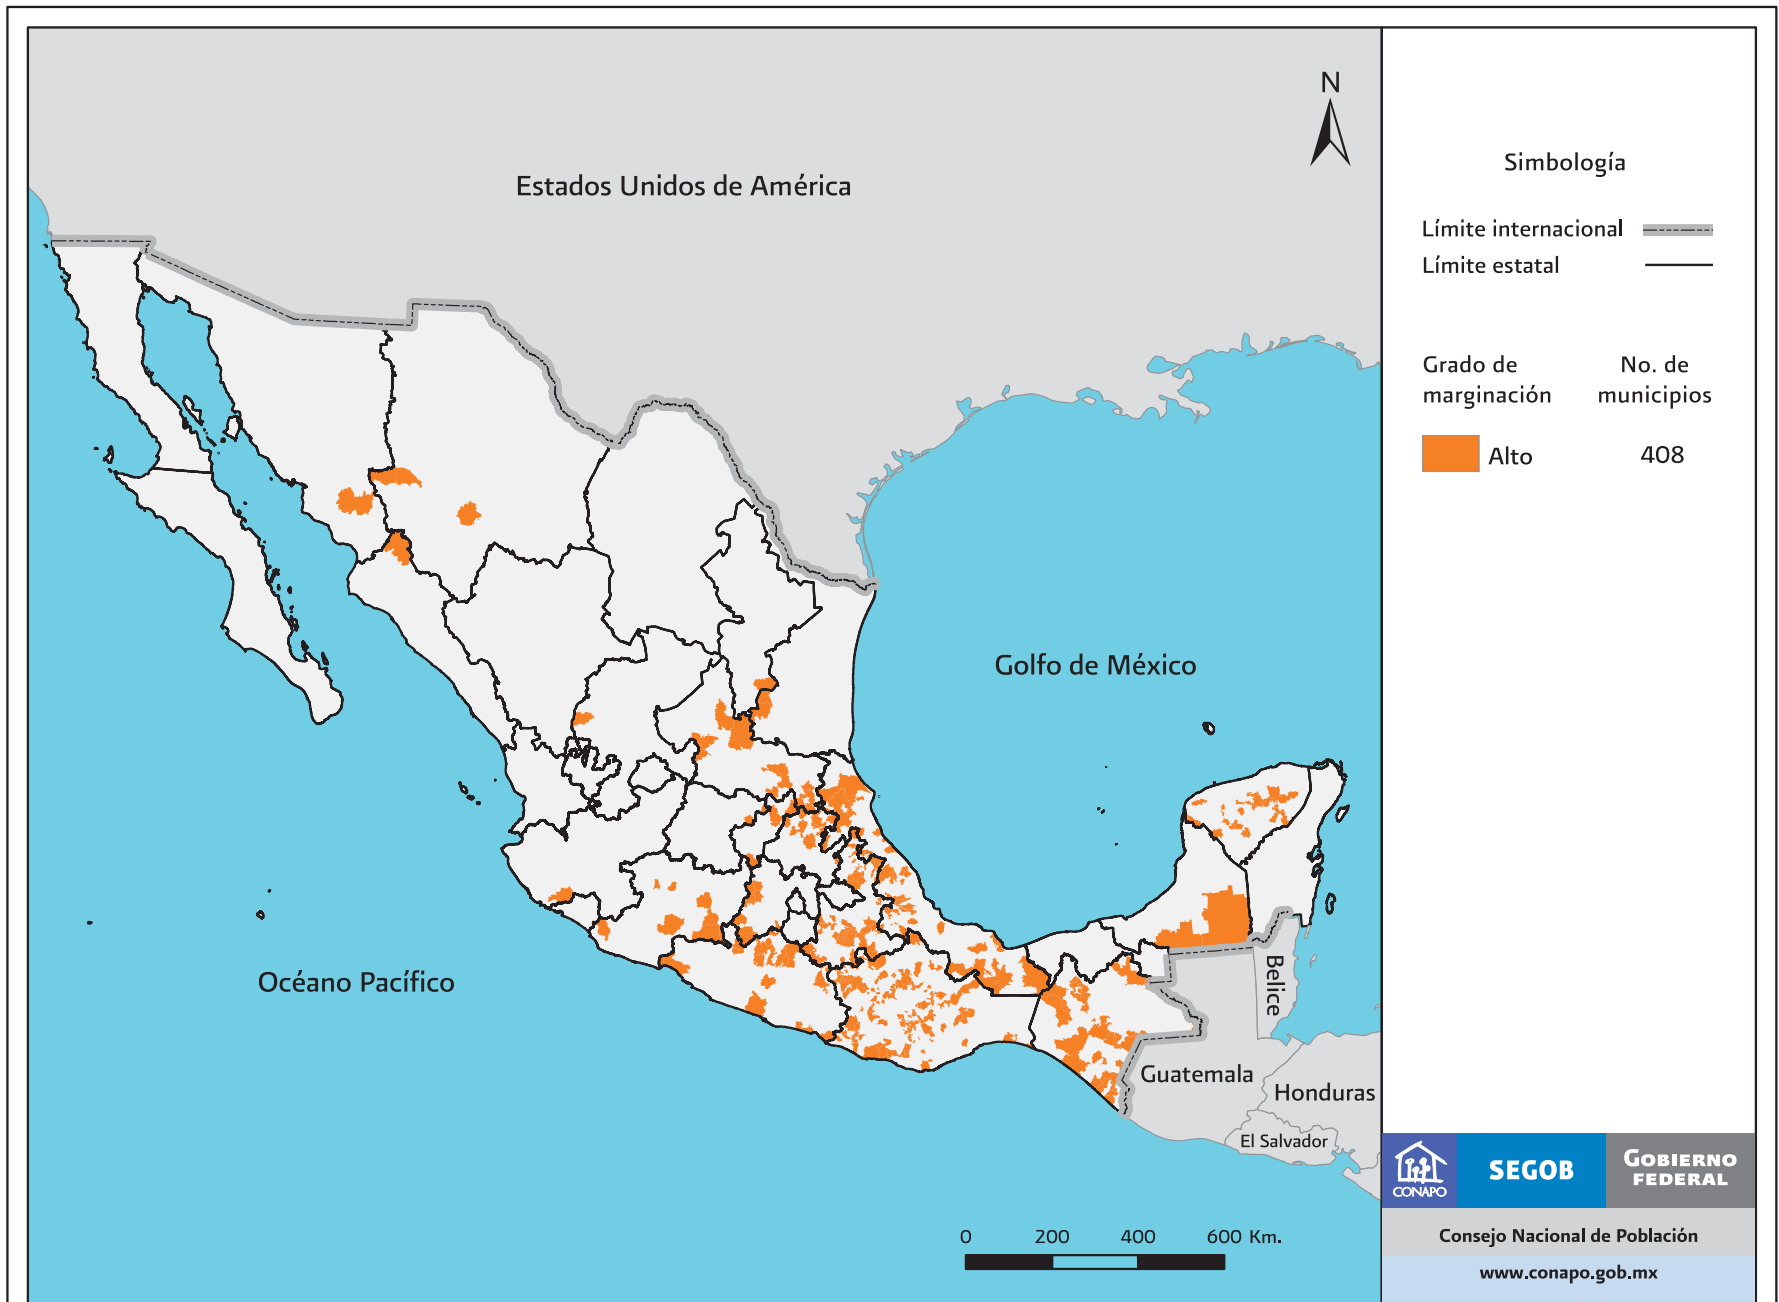 N
Estados Unidos de América
Golfo de México
Océano Pacífico
Belice
Guatemala
Honduras
El Salvador
0 200 400 600 Km.
Simbología
Límite internacional
Límite estatal
Grado de marginación
No. de municipios
Alto 408
CONAPO
SEGOB
GOBIERNO
FEDERAL
Consejo Nacional de Población
www.conapo.gob.mx